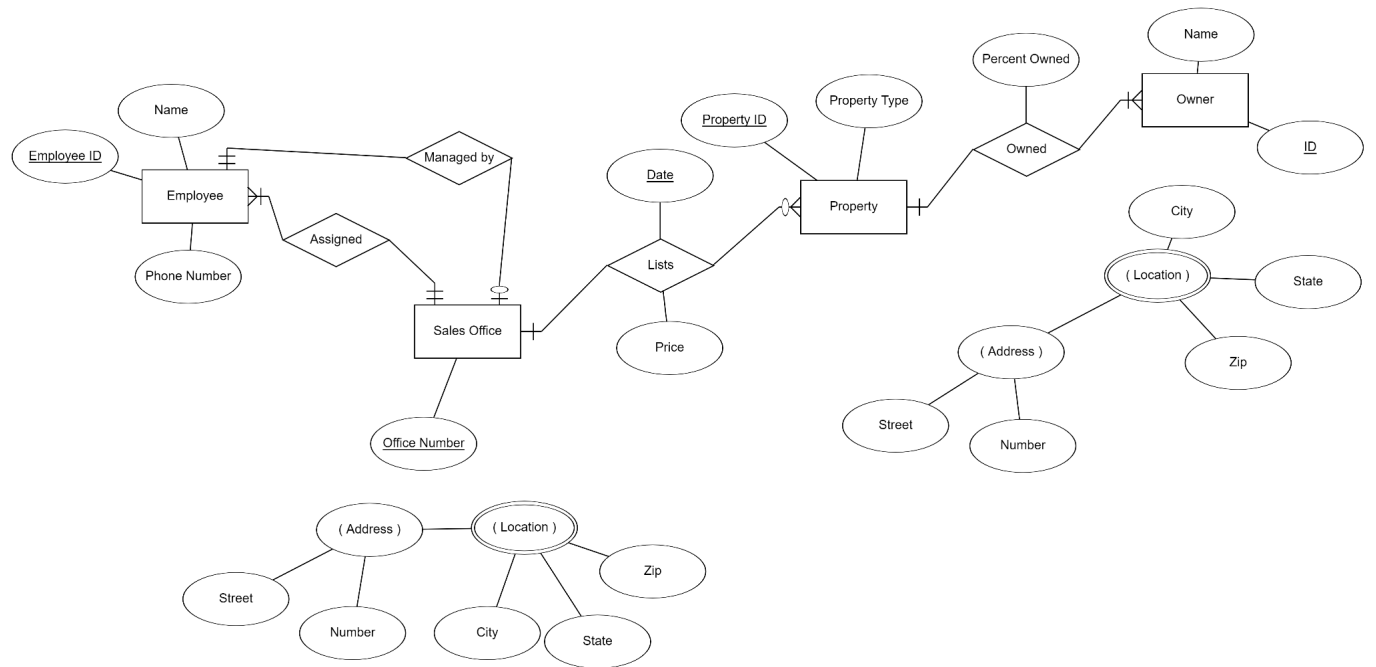 Name
Percent Owned
Owner
Name
Property Type
Employee ID
Managed by
Property ID
Owned
ID
Employee
Date
Property
City
Assigned
Lists
( Location )
State
Phone Number
Sales Office
Price
( Address )
Zip
Street
Number
Office Number
( Address )
( Location )
Zip
Street
Number
City
State